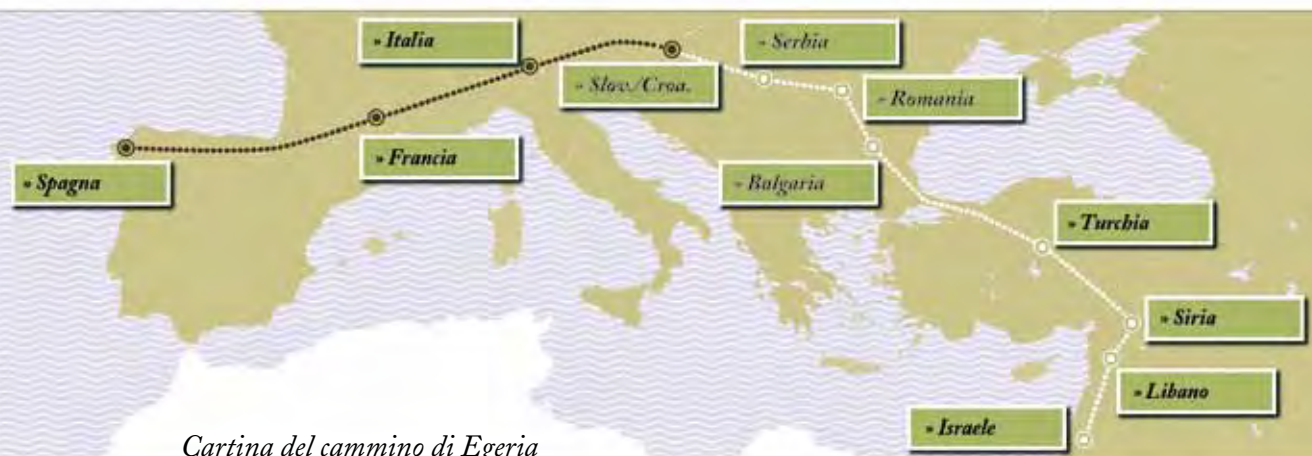 » Italia
» Serbia
» Slov./Croa.
» Romania
» Spagna
» Francia
» Bulgaria
» Turchia
» Siria
» Libano
» Israele
Cartina del cammino di Egeria